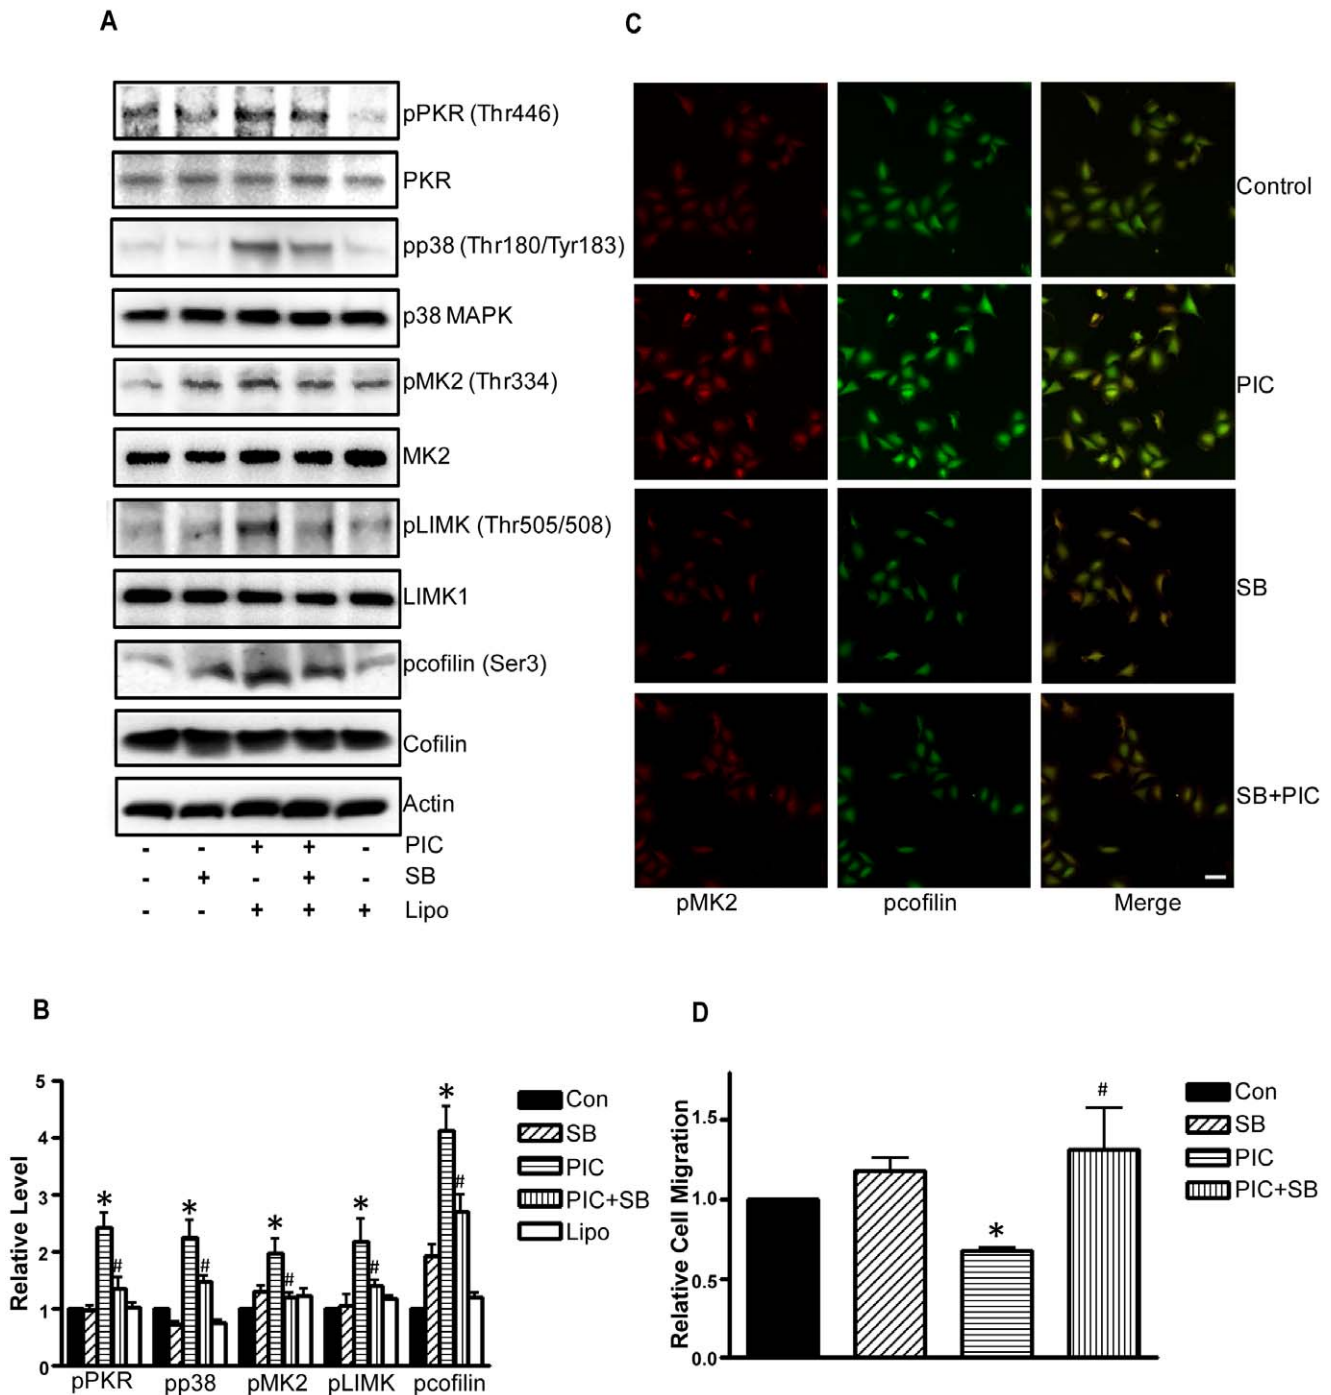 A
pPKR (Thr446)
PKR
pp38 (Thr180/Tyr183)
p38 MAPK
pMK2 (Thr334)
MK2
pLIMK (Thr505/508)
LIMK1
pcofilin (Ser3)
Cofilin
Actin
- - + + - PIC
- + - + SB
- - + + + Lipo
C
Control
PIC
SB
SB+PIC
pMK2 pcofilin Merge
B
Relative Level
5
4
3
2
1
0
* # * # * # * # * #
pPKR pp38 pMK2 pLIMK pcofilin
Con
SB
PIC
PIC+SB
Lipo
D
Relative Cell Migration
1.5
1.0
0.5
0.0
* #
Con
SB
PIC
PIC+SB